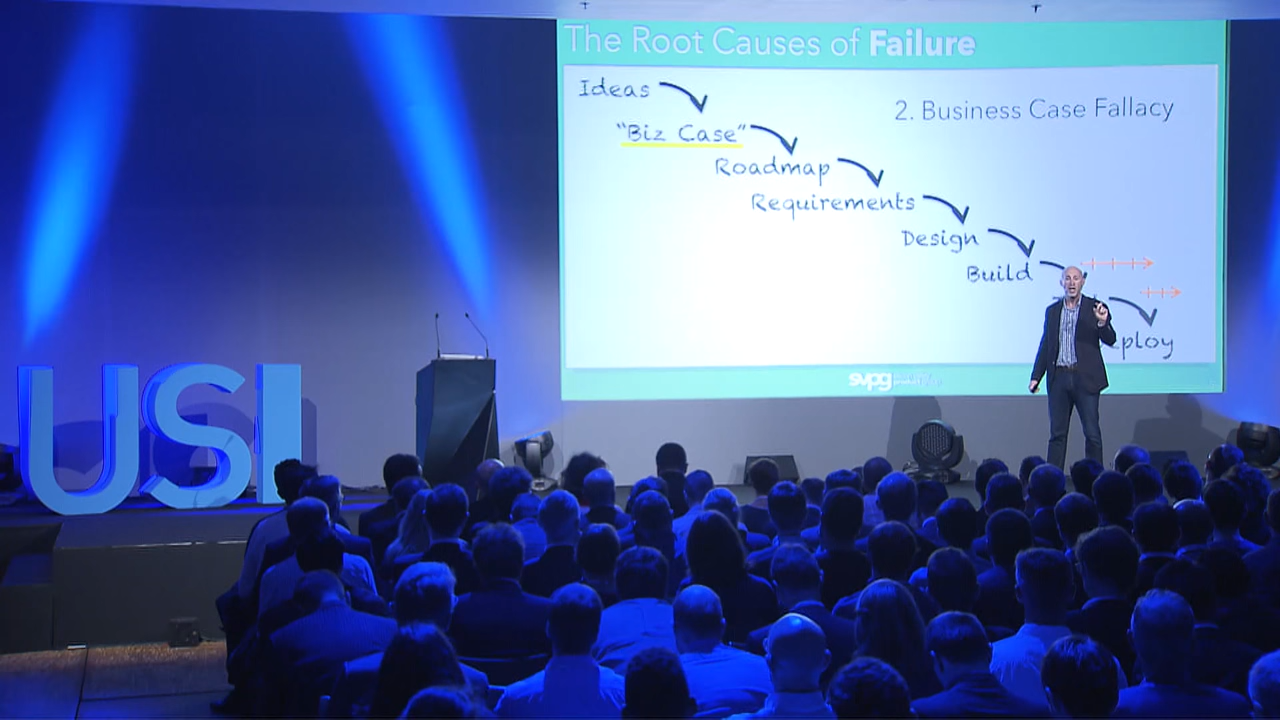 The Root Causes of Failure
Ideas
2. Business Case Fallacy
"Biz Case"
Roadmap
Requirements
Design
Build
svpg
USI